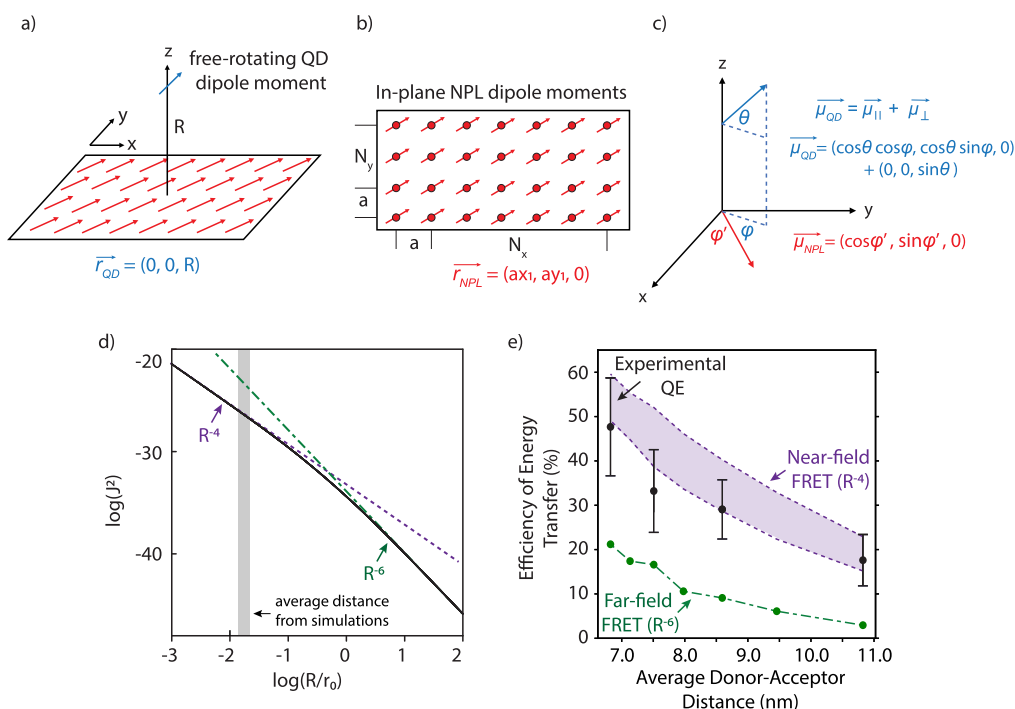 a)
z
free-rotating QD
dipole moment
y
x
R
r_QD = (0, 0, R)
b)
In-plane NPL dipole moments
N_y
a
a
N_x
r_NPL = (ax₁, ay₁, 0)
c)
z
θ
μ_QD = μ_|| + μ_⊥
μ_QD = (cosθ cosφ, cosθ sinφ, 0)
+ (0, 0, sinθ)
y
φ'
φ
μ_NPL = (cosφ', sinφ', 0)
x
d)
log(J²)
-20
-30
-40
R⁻⁴
R⁻⁶
average distance
from simulations
-3
-2
-1
0
1
2
log(R/r₀)
e)
Efficiency of Energy
Transfer (%)
60
50
40
30
20
10
0
Experimental
QE
Near-field
FRET (R⁻⁴)
Far-field
FRET (R⁻⁶)
7.0
8.0
9.0
10.0
11.0
Average Donor-Acceptor
Distance (nm)